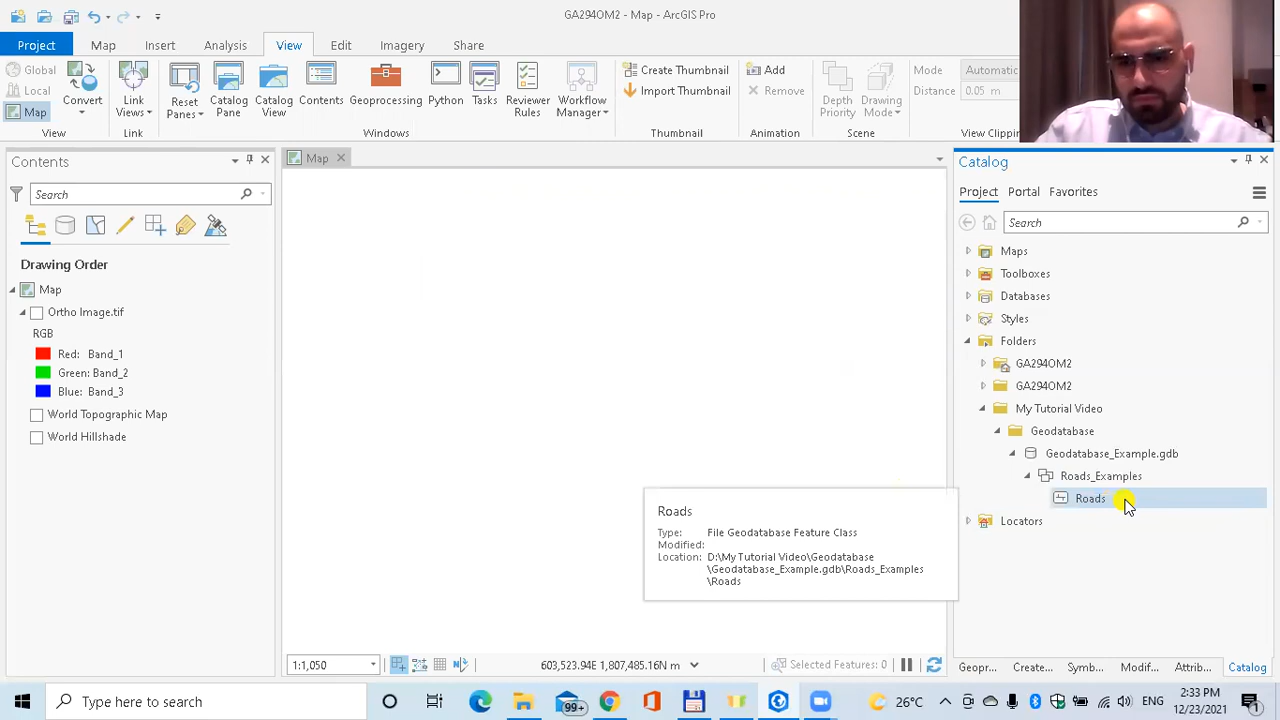 GA294OM2 - Map - ArcGIS Pro
Project Map Insert Analysis View Edit Imagery Share
Global
Local
Map
View
Convert
Link Views
Link
Reset Panes
Catalog Pane
Catalog View
Contents
Geoprocessing
Python
Tasks
Reviewer Rules
Workflow Manager
Windows
Create Thumbnail
Import Thumbnail
Thumbnail
Add
Remove
Animation
Depth Priority
Drawing Mode
Scene
Mode Automatic
Distance 0.05 m
View Clipping
Contents
Search
Drawing Order
Map
Ortho Image.tif
RGB
Red: Band_1
Green: Band_2
Blue: Band_3
World Topographic Map
World Hillshade
Map
Roads
Type: File Geodatabase Feature Class
Modified:
Location: D:\My Tutorial Video\Geodatabase
\Geodatabase_Example.gdb\Roads_Examples
\Roads
1:1,050
603,523.94E 1,807,485.16N m
Selected Features: 0
Catalog
Project Portal Favorites
Search
Maps
Toolboxes
Databases
Styles
Folders
GA294OM2
GA294OM2
My Tutorial Video
Geodatabase
Geodatabase_Example.gdb
Roads_Examples
Roads
Locators
Geopr... Create... Symb... Modif... Attrib... Catalog
Type here to search
99+
26°C
ENG
2:33 PM
12/23/2021
1